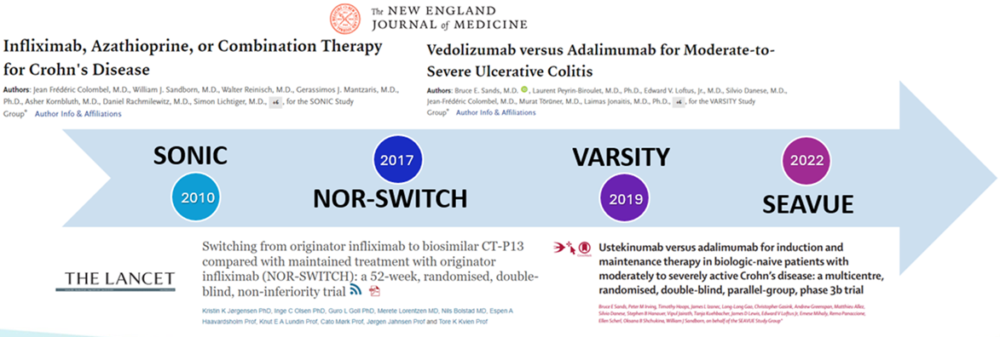 The NEW ENGLAND
JOURNAL of MEDICINE
Infliximab, Azathioprine, or Combination Therapy
for Crohn's Disease
Authors: Jean Frédéric Colombel, M.D., William J. Sandborn, M.D., Walter Reinisch, M.D., Gerassimos J. Mantzaris, M.D.,
Ph.D., Asher Kornbluth, M.D., Daniel Rachmilewitz, M.D., Simon Lichtiger, M.D., +6 , for the SONIC Study
Group* Author Info & Affiliations
Vedolizumab versus Adalimumab for Moderate-to-
Severe Ulcerative Colitis
Authors: Bruce E. Sands, M.D. , Laurent Peyrin-Biroulet, M.D., Ph.D., Edward V. Loftus, Jr., M.D., Silvio Danese, M.D.,
Jean-Frédéric Colombel, M.D., Murat Törüner, M.D., Laimas Jonaitis, M.D., Ph.D., +6 , for the VARSITY Study
Group* Author Info & Affiliations
SONIC
2010
2017
NOR-SWITCH
VARSITY
2019
2022
SEAVUE
THE LANCET
Switching from originator infliximab to biosimilar CT-P13
compared with maintained treatment with originator
infliximab (NOR-SWITCH): a 52-week, randomised, double-
blind, non-inferiority trial
Kristin K Jørgensen PhD, Inge C Olsen PhD, Guro L Goll PhD, Merete Lorentzen MD, Nils Bolstad MD, Espen A
Haavardsholm Prof, Knut E A Lundin Prof, Cato Mørk Prof, Jørgen Jahnsen Prof and Tore K Kvien Prof
Ustekinumab versus adalimumab for induction and
maintenance therapy in biologic-naive patients with
moderately to severely active Crohn's disease: a multicentre,
randomised, double-blind, parallel-group, phase 3b trial
Bruce E Sands, Peter M Irving, Timothy Hoops, James L Izanec, Long-Long Gao, Christopher Gasink, Andrew Greenspan, Matthieu Allez,
Silvio Danese, Stephen B Hanauer, Vipul Jairath, Tanja Kuehbacher, James D Lewis, Edward V Loftus Jr, Emese Mihaly, Remo Panaccione,
Ellen Scherl, Oksana B Shchukina, William J Sandborn, on behalf of the SEAVUE Study Group*